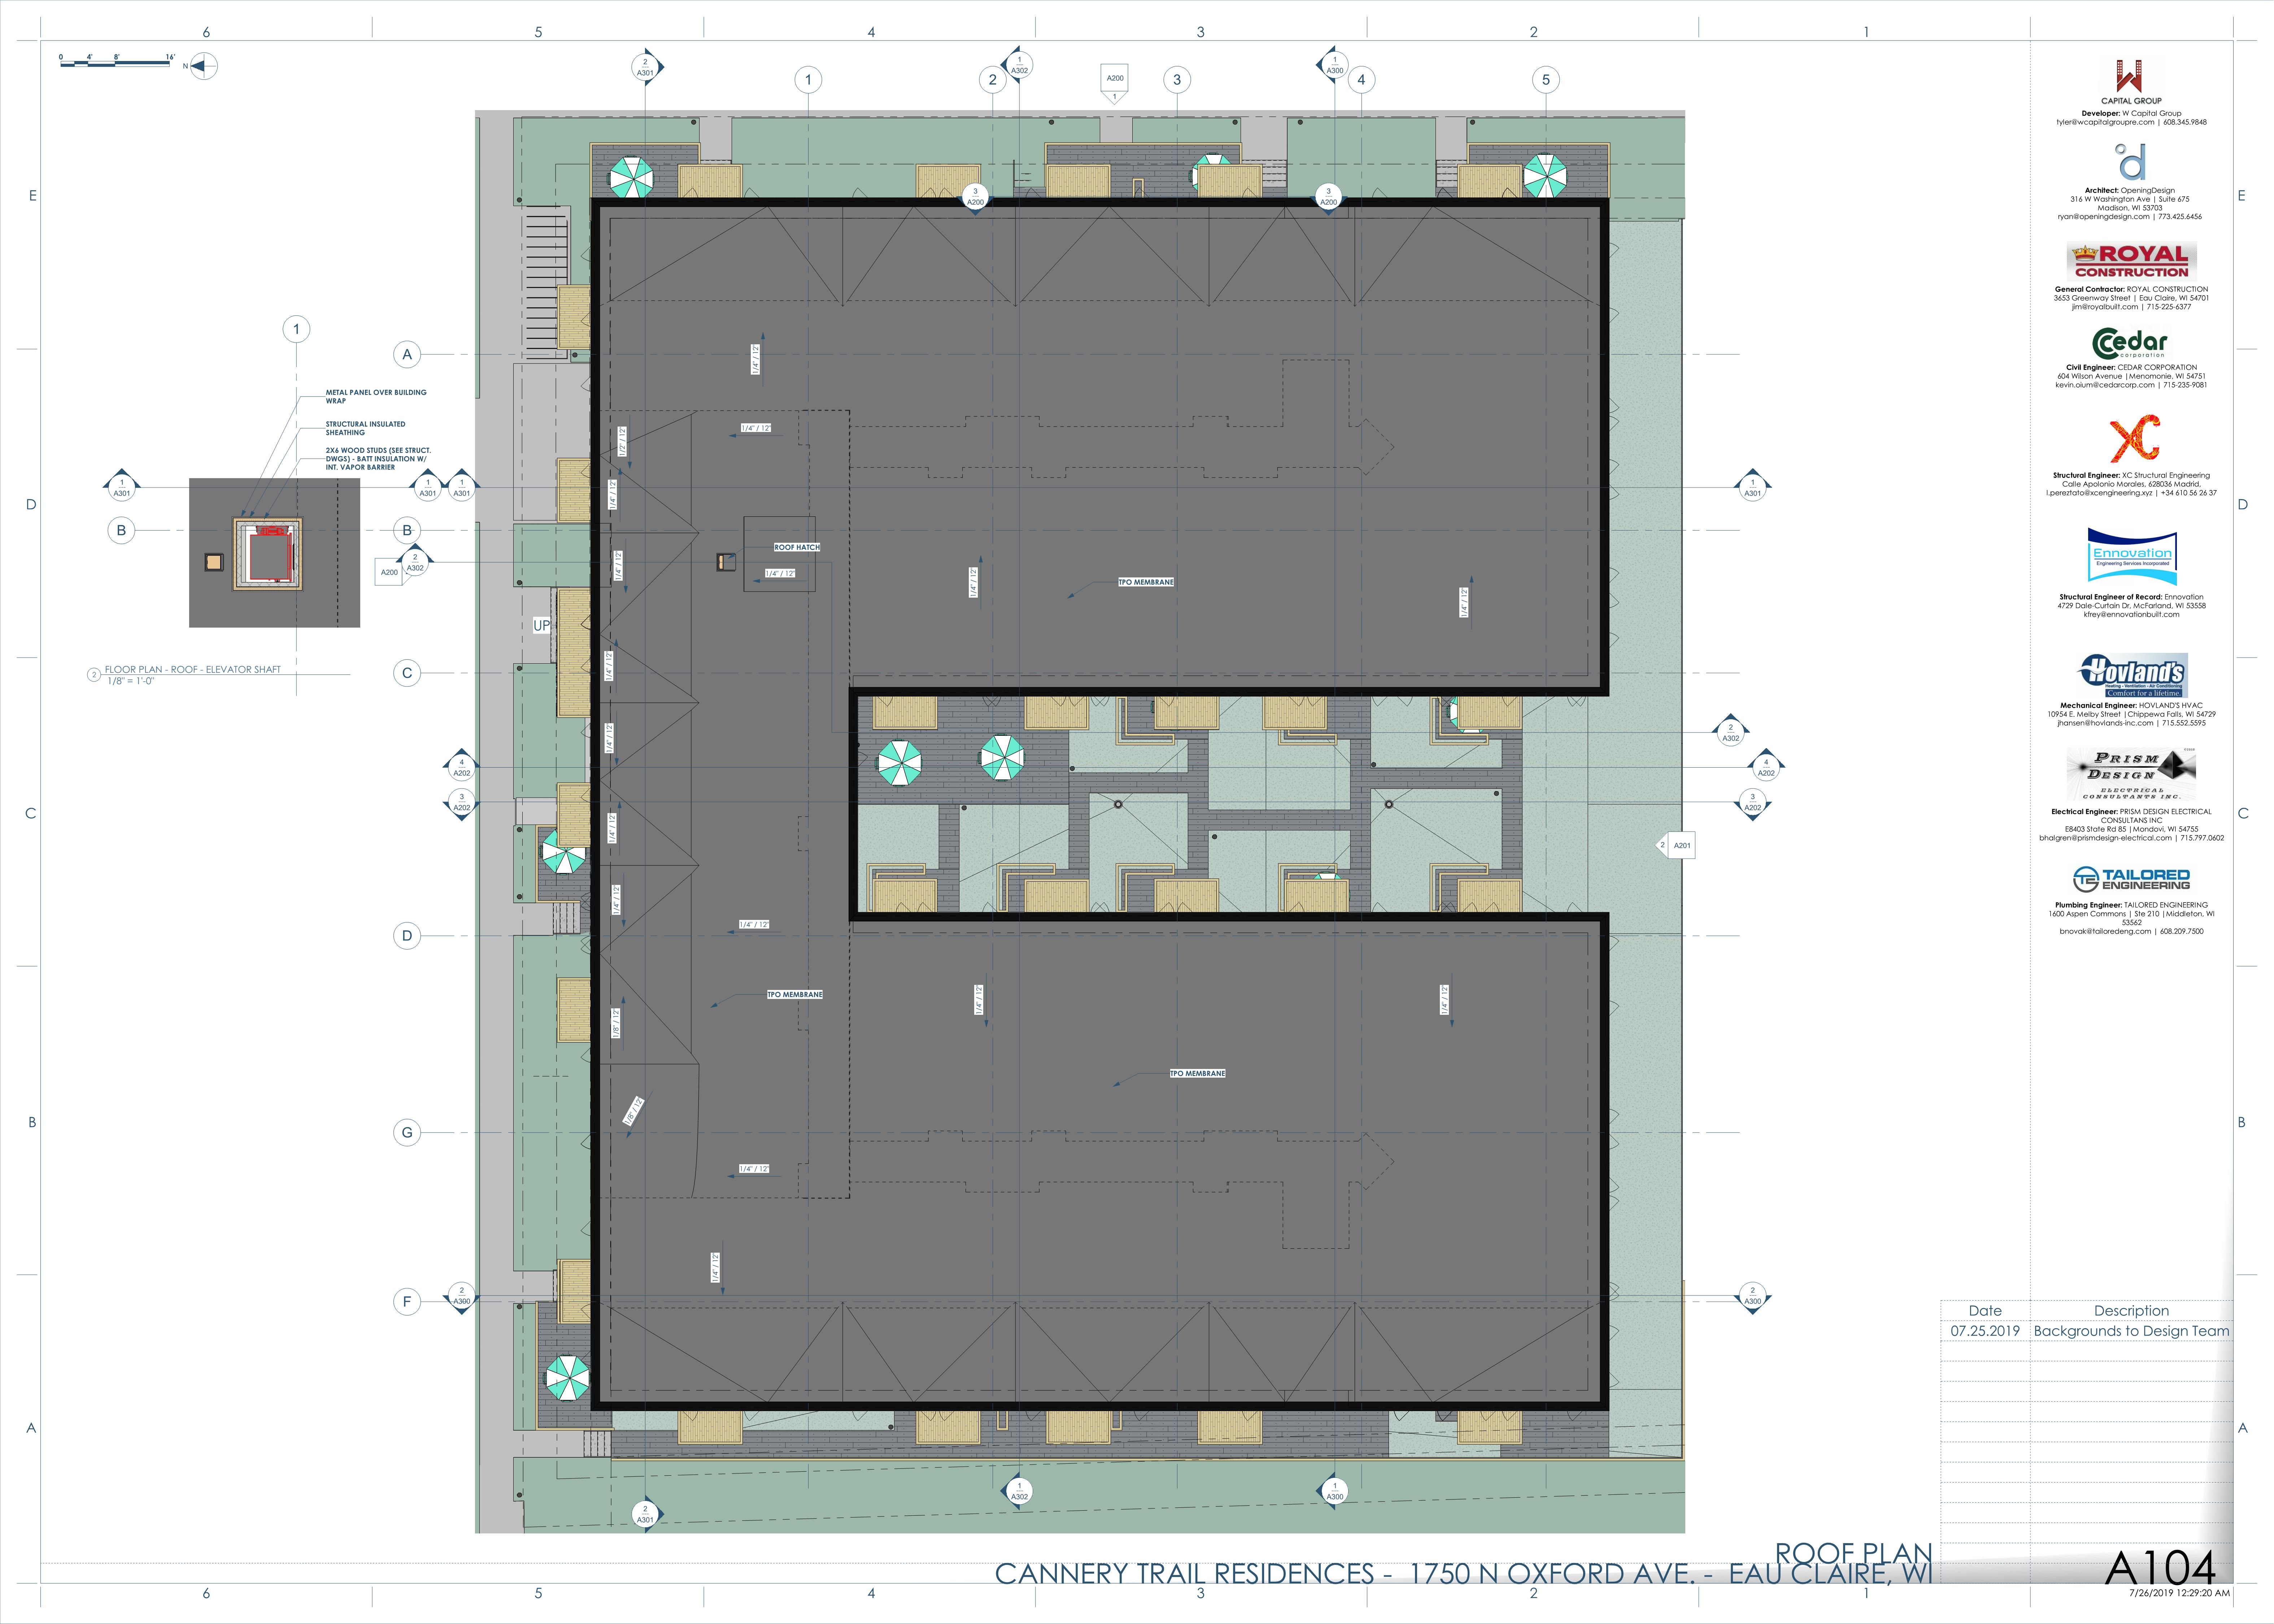 6
5
4
3
2
1
0 4' 8' 16'
N
2
A301
1
2
1
A302
A200
1
3
1
A300
4
5
E
E
3
A200
3
A200
1
A
METAL PANEL OVER BUILDING
WRAP
STRUCTURAL INSULATED
SHEATHING
2X6 WOOD STUDS (SEE STRUCT.
DWGS) - BATT INSULATION W/
INT. VAPOR BARRIER
1/4" / 12"
1/4" / 12"
1/2" / 12"
1/4" / 12"
1
A301
1
A301
1
A301
1
A301
D
D
B
B
2
A302
A200
ROOF HATCH
1/4" / 12"
1/4" / 12"
1/4" / 12"
TPO MEMBRANE
1/4" / 12"
UP
2
FLOOR PLAN - ROOF - ELEVATOR SHAFT
1/8" = 1'-0"
C
1/4" / 12"
1/4" / 12"
2
A302
4
A202
4
A202
3
A202
3
A202
C
C
1/4" / 12"
2
A201
1/4" / 12"
D
1/4" / 12"
TPO MEMBRANE
1/4" / 12"
1/4" / 12"
1/8" / 12"
TPO MEMBRANE
1/8" / 12"
B
B
G
1/4" / 12"
1/4" / 12"
F
2
A300
2
A300
A
A
1
A302
1
A300
2
A301
CAPITAL GROUP
Developer: W Capital Group
tyler@wcapitalgroupre.com | 608.345.9848
Architect: OpeningDesign
316 W Washington Ave | Suite 675
Madison, WI 53703
ryan@openingdesign.com | 773.425.6456
ROYAL
CONSTRUCTION
General Contractor: ROYAL CONSTRUCTION
3653 Greenway Street | Eau Claire, WI 54701
jim@royalbuilt.com | 715-225-6377
Cedar
corporation
Civil Engineer: CEDAR CORPORATION
604 Wilson Avenue |Menomonie, WI 54751
kevin.oium@cedarcorp.com | 715-235-9081
XC
Structural Engineer: XC Structural Engineering
Calle Apolonio Morales, 628036 Madrid,
l.pereztato@xcengineering.xyz | +34 610 56 26 37
Ennovation
Engineering Services Incorporated
Structural Engineer of Record: Ennovation
4729 Dale-Curtain Dr, McFarland, WI 53558
kfrey@ennovationbuilt.com
Hovland's
Heating - Ventilation - Air Conditioning
Comfort for a lifetime.
Mechanical Engineer: HOVLAND'S HVAC
10954 E. Melby Street |Chippewa Falls, WI 54729
jhansen@hovlands-inc.com | 715.552.5595
PRISM
DESIGN
ELECTRICAL
CONSULTANTS INC.
Electrical Engineer: PRISM DESIGN ELECTRICAL
CONSULTANS INC
E8403 State Rd 85 |Mondovi, WI 54755
bhalgren@prismdesign-electrical.com | 715.797.0602
TAILORED
ENGINEERING
Plumbing Engineer: TAILORED ENGINEERING
1600 Aspen Commons | Ste 210 |Middleton, WI
53562
bnovak@tailoredeng.com | 608.209.7500
Date Description
07.25.2019 Backgrounds to Design Team
ROOF PLAN
CANNERY TRAIL RESIDENCES - 1750 N OXFORD AVE. - EAU CLAIRE, WI
A104
7/26/2019 12:29:20 AM
6
5
4
3
2
1